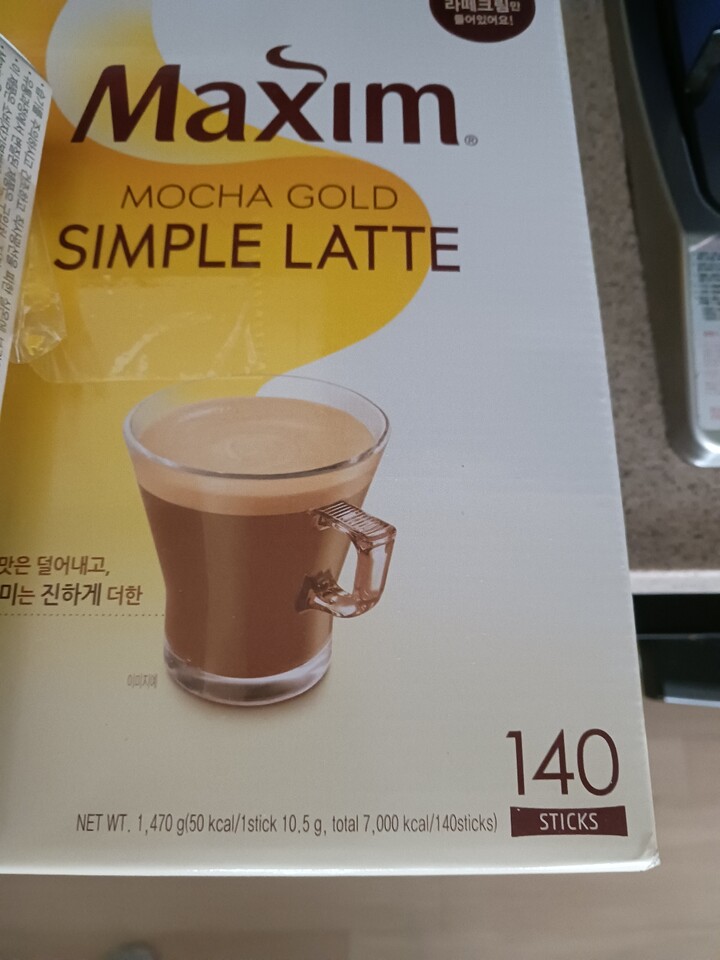 라떼크림만
들어있어요!
Maxim®
MOCHA GOLD
SIMPLE LATTE
맛은 덜어내고,
미는 진하게 더한
이미지예
140
STICKS
NET WT. 1,470 g(50 kcal/1stick 10.5 g, total 7,000 kcal/140sticks)